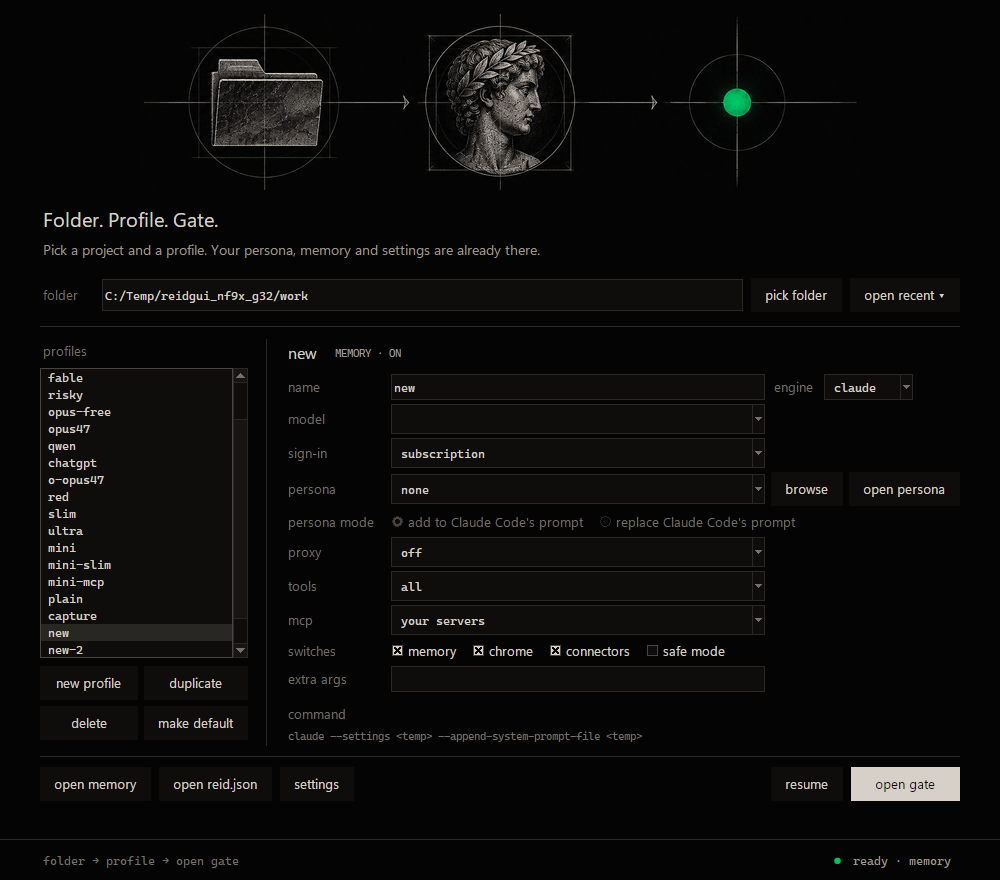 Folder. Profile. Gate.
Pick a project and a profile. Your persona, memory and settings are already there.
folder C:/Temp/reidgui_nf9x_g32/work pick folder open recent ▾
profiles
fable
risky
opus-free
opus47
qwen
chatgpt
o-opus47
red
slim
ultra
mini
mini-slim
mini-mcp
plain
capture
new
new-2
new profile duplicate
delete make default
new MEMORY · ON
name new engine claude
model
sign-in subscription
persona none browse open persona
persona mode add to Claude Code's prompt replace Claude Code's prompt
proxy off
tools all
mcp your servers
switches memory chrome connectors safe mode
extra args
command
claude --settings <temp> --append-system-prompt-file <temp>
open memory open reid.json settings resume open gate
folder → profile → open gate ready · memory